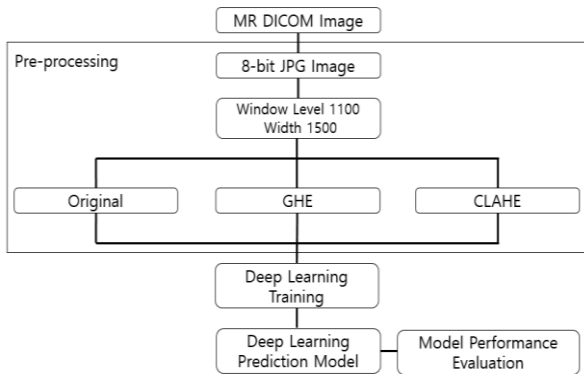 MR DICOM Image
Pre-processing
8-bit JPG Image
Window Level 1100
Width 1500
Original
GHE
CLAHE
Deep Learning
Training
Deep Learning
Prediction Model
Model Performance
Evaluation